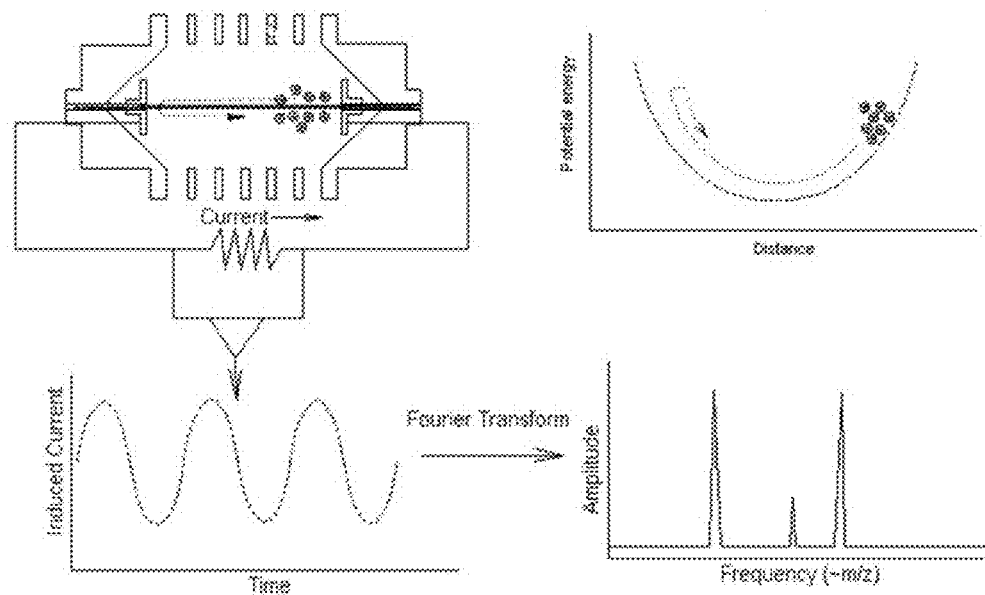 Potential energy
Distance
Current
Induced Current
Time
Fourier Transform
Amplitude
Frequency (~m/z)